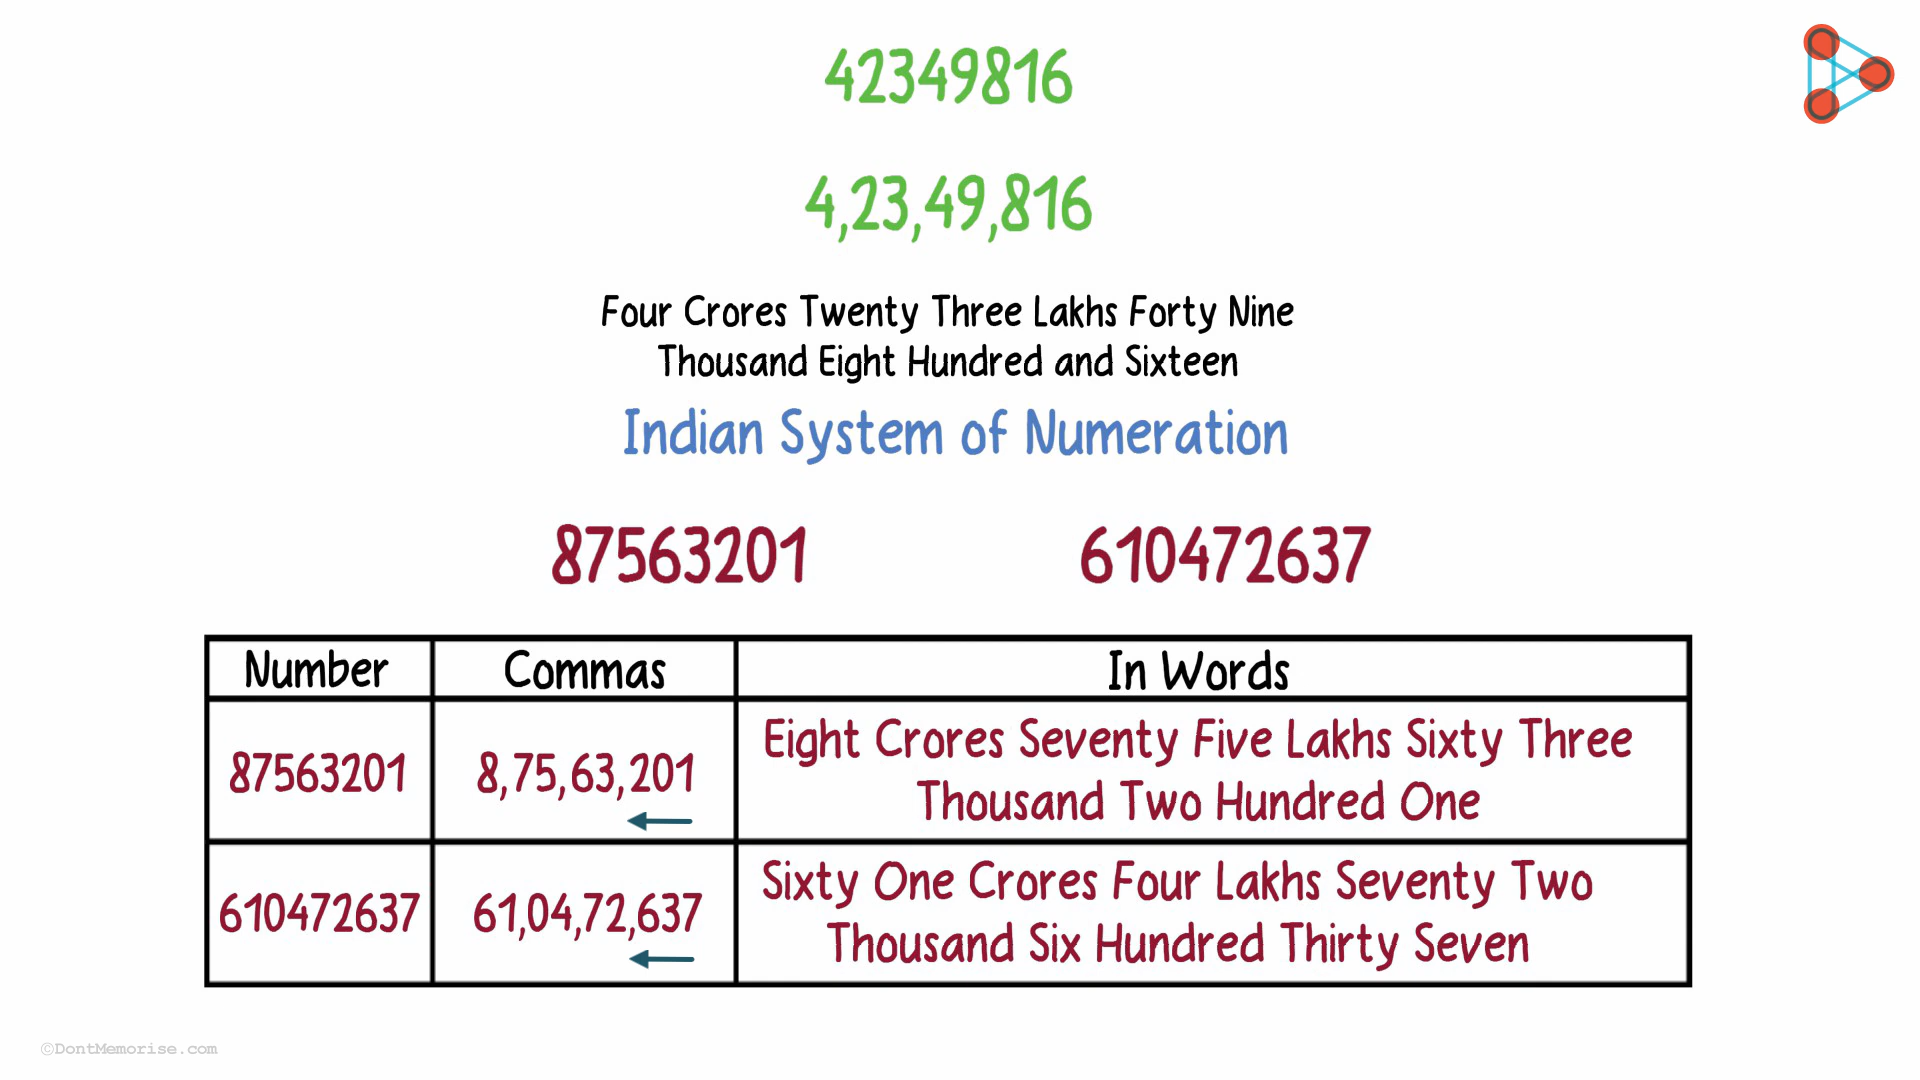 42349816
4,23,49,816
Four Crores Twenty Three Lakhs Forty Nine
Thousand Eight Hundred and Sixteen
Indian System of Numeration
87563201 610472637
Number Commas In Words
87563201 8,75,63,201 Eight Crores Seventy Five Lakhs Sixty Three
Thousand Two Hundred One
610472637 61,04,72,637 Sixty One Crores Four Lakhs Seventy Two
Thousand Six Hundred Thirty Seven
©DontMemorise.com